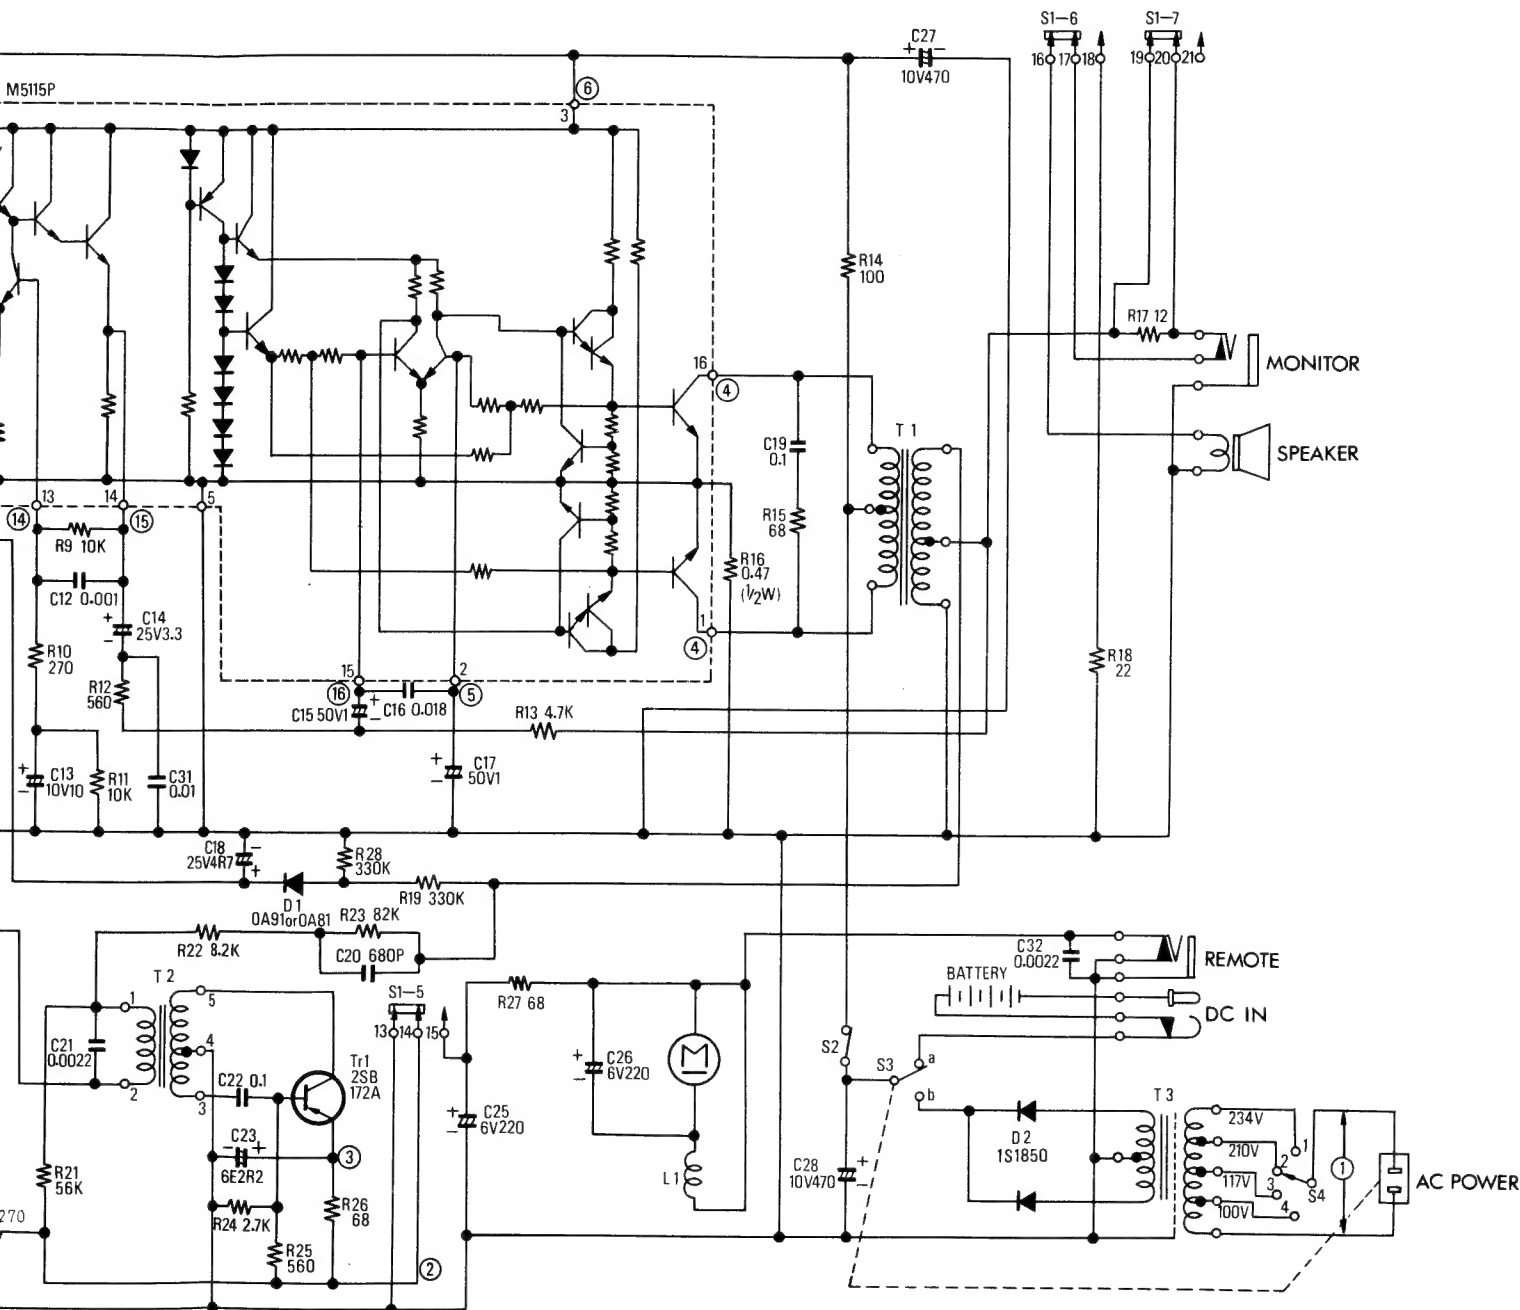 S1-6
S1-7
C27
+ −
10V470
16 17 18
19 20 21
M5115P
6
3
R14
100
R17 12
MONITOR
16
4
C19
0.1
T 1
SPEAKER
13
14
5
14
15
R9 10K
R15
68
R16
0.47
(1/2W)
C12 0.001
+
C14
25V3.3
−
R10
270
1
4
R18
22
R12
560
15
2
16
5
+
−
C15 50V1
C16 0.018
R13 4.7K
+
C13
10V10
−
R11
10K
C31
0.01
+
C17
50V1
−
C18
25V4R7
−
+
R28
330K
R19 330K
D1
0A91or0A81
R23 82K
R22 8.2K
C20 680P
C32
0.0022
REMOTE
BATTERY
DC IN
T 2
1
5
S1-5
13 14 15
R27 68
C21
0.0022
4
2
3
C22 0.1
Tr1
2SB
172A
+
C26
6V220
−
M
S2
S3
a
b
+
C25
6V220
−
T 3
234V
210V
117V
100V
1
2
3
4
S4
1
AC POWER
D2
1S1850
− C23 +
6E2R2
3
L1
C28
10V470
+
−
R21
56K
R24 2.7K
R26
68
R25
560
270
2